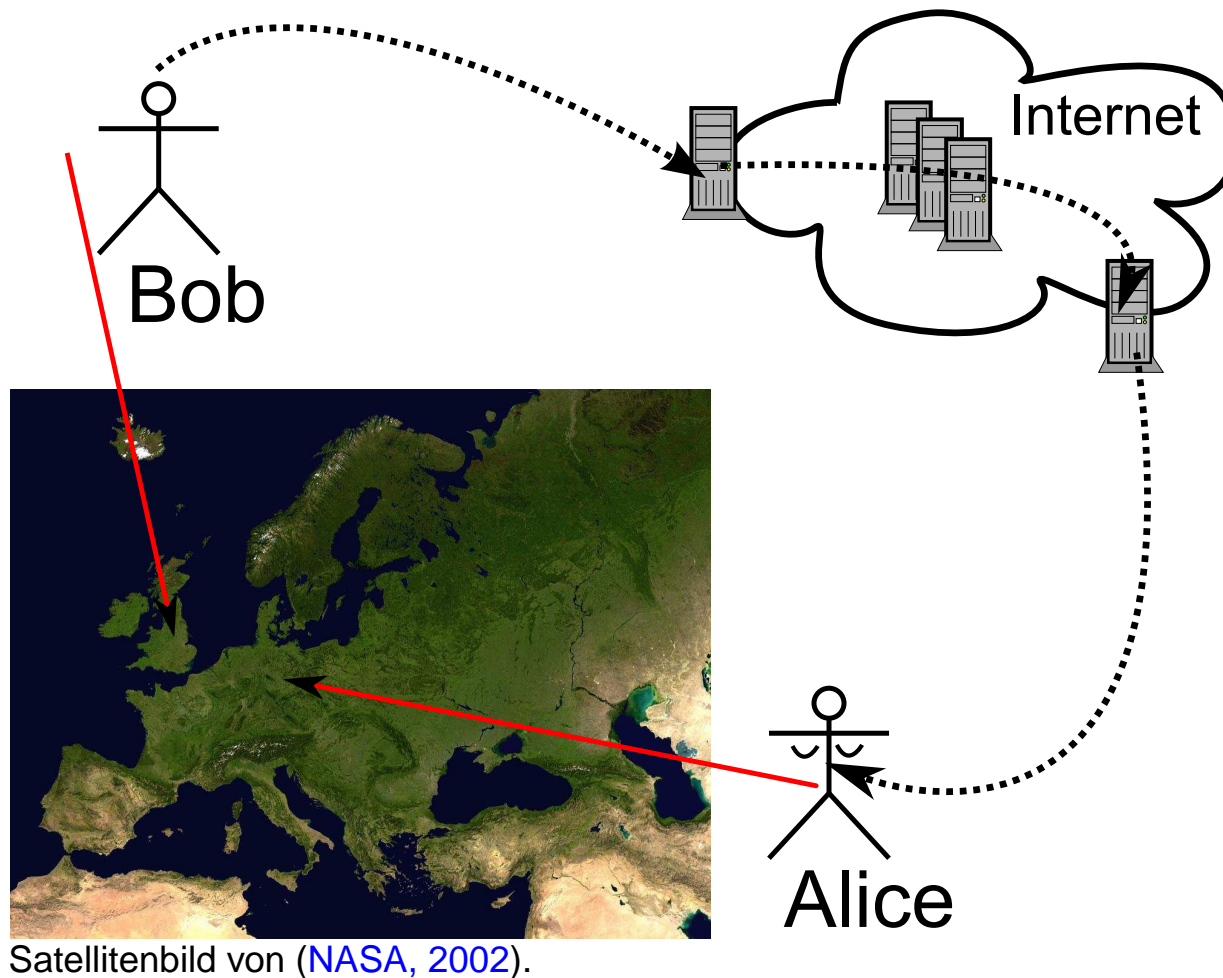 Internet
Bob
Alice
Satellitenbild von (NASA, 2002).